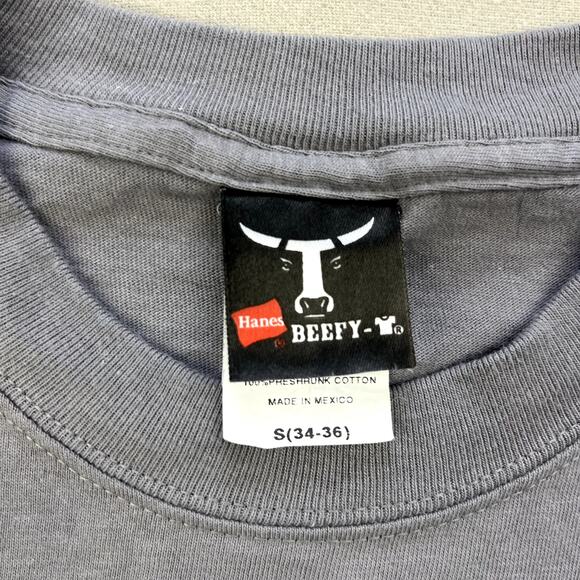 Hanes ®
BEEFY-T®
100% PRESHRUNK COTTON
MADE IN MEXICO
S(34-36)